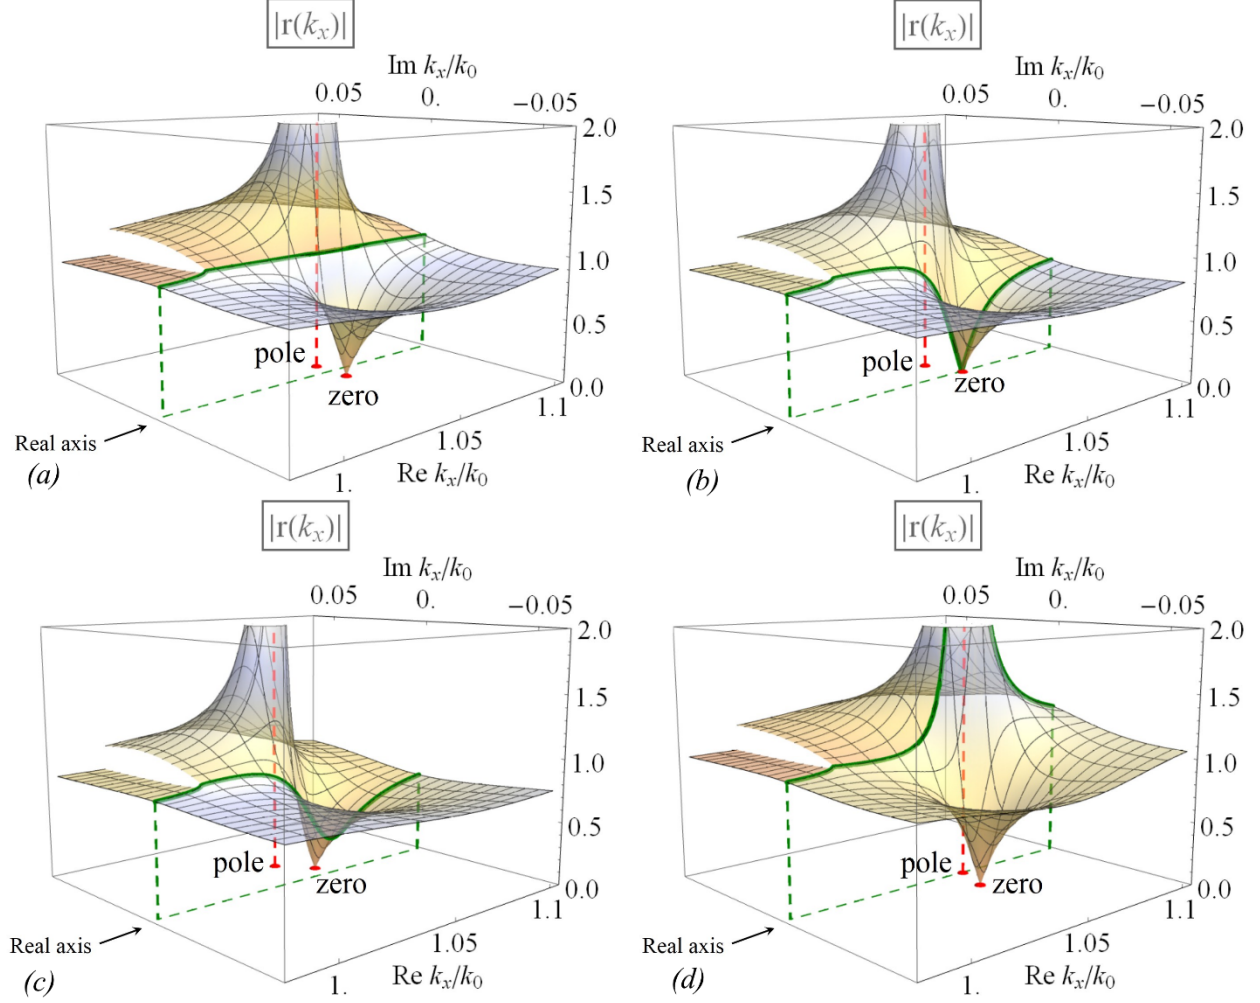 |r(kₓ)|
Im kₓ/k₀
0.05 0. −0.05
2.0
1.5
1.0
0.5
0.0
pole
zero
1.1
1.05
Real axis
Re kₓ/k₀
1.
(a)
|r(kₓ)|
Im kₓ/k₀
0.05 0. −0.05
2.0
1.5
1.0
0.5
0.0
pole
zero
1.1
1.05
Real axis
Re kₓ/k₀
1.
(b)
|r(kₓ)|
Im kₓ/k₀
0.05 0. −0.05
2.0
1.5
1.0
0.5
0.0
pole
zero
1.1
1.05
Real axis
Re kₓ/k₀
1.
(c)
|r(kₓ)|
Im kₓ/k₀
0.05 0. −0.05
2.0
1.5
1.0
0.5
0.0
pole
zero
1.1
1.05
Real axis
Re kₓ/k₀
1.
(d)